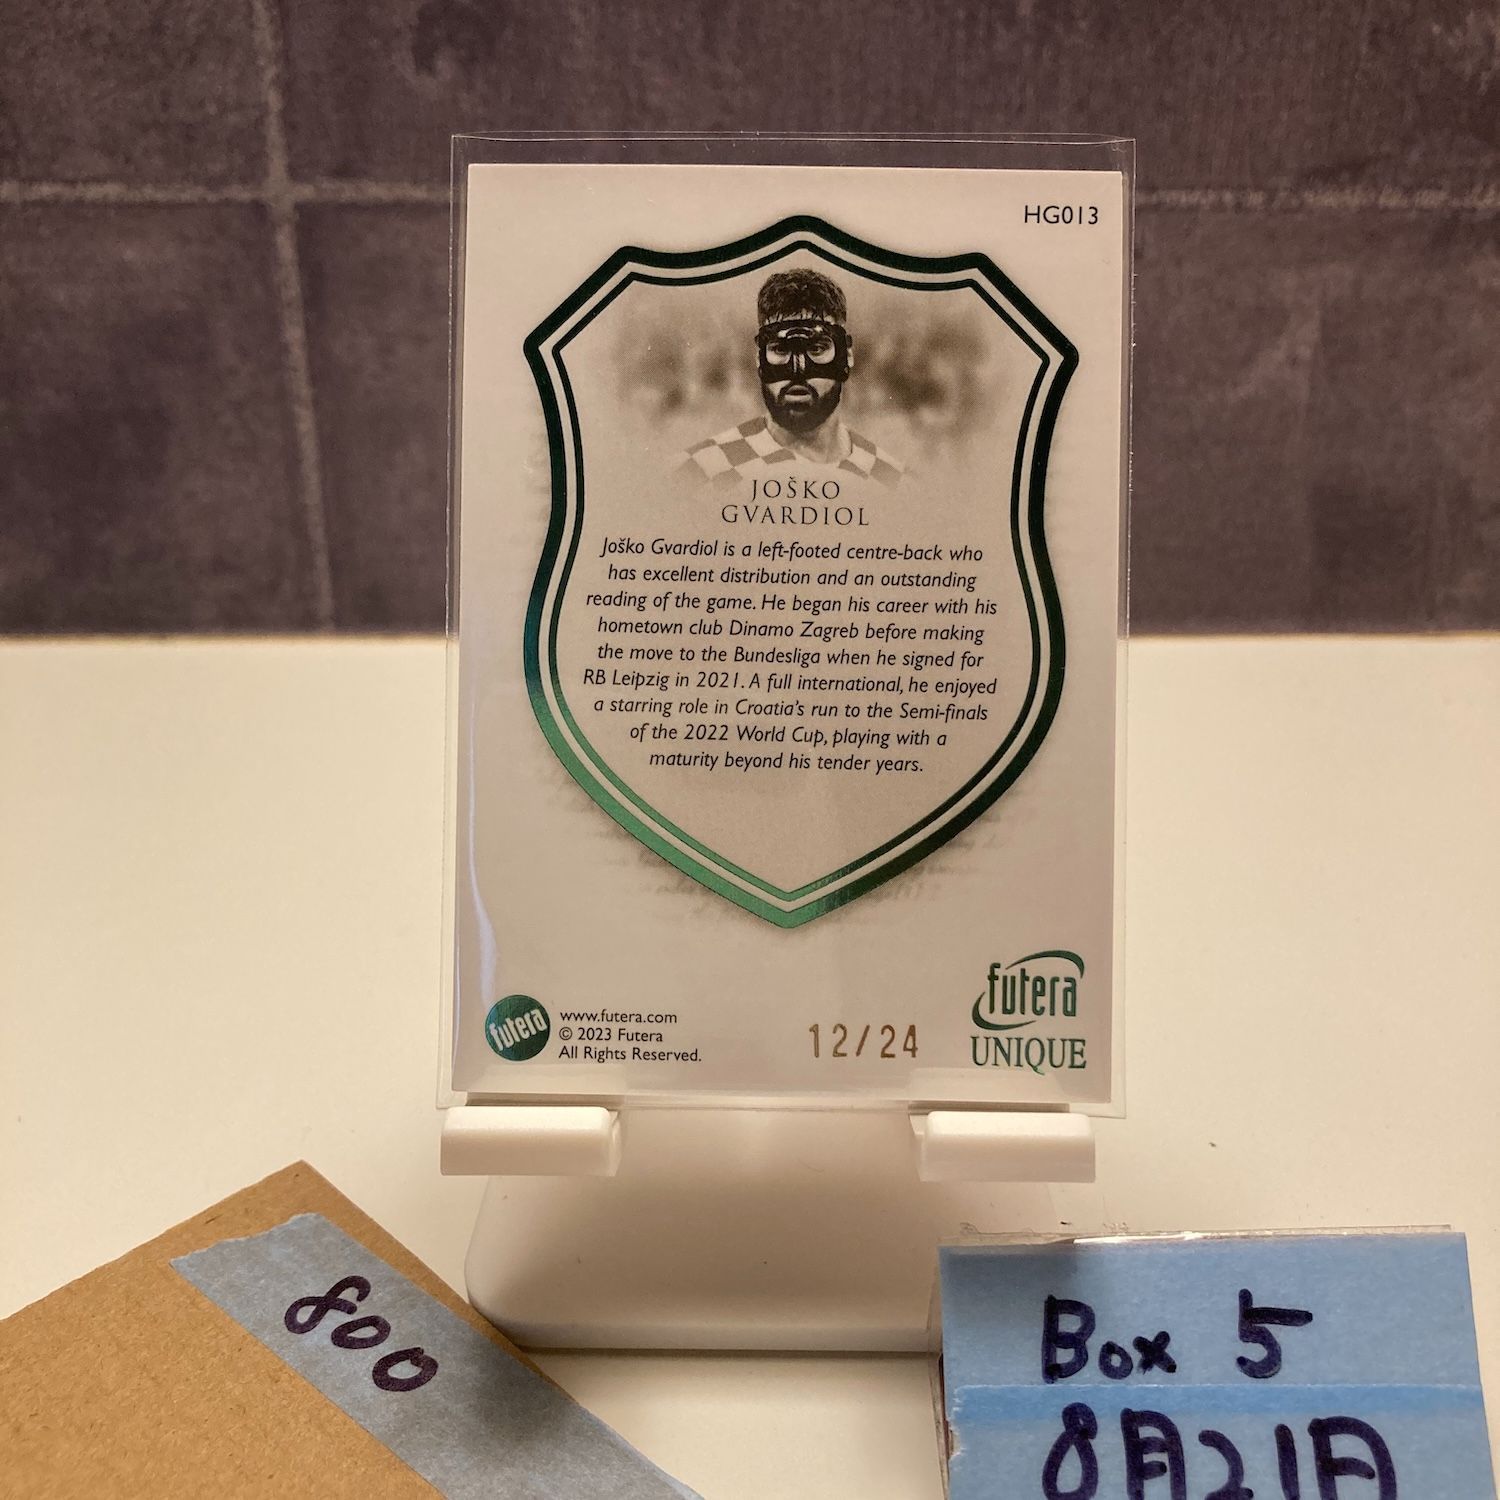 HG013
JOŠKO
GVARDIOL
Joško Gvardiol is a left-footed centre-back who
has excellent distribution and an outstanding
reading of the game. He began his career with his
hometown club Dinamo Zagreb before making
the move to the Bundesliga when he signed for
RB Leipzig in 2021. A full international, he enjoyed
a starring role in Croatia's run to the Semi-finals
of the 2022 World Cup, playing with a
maturity beyond his tender years.
futera
www.futera.com
© 2023 Futera
All Rights Reserved.
12/24
futera
UNIQUE
800
Box 5
8月21日